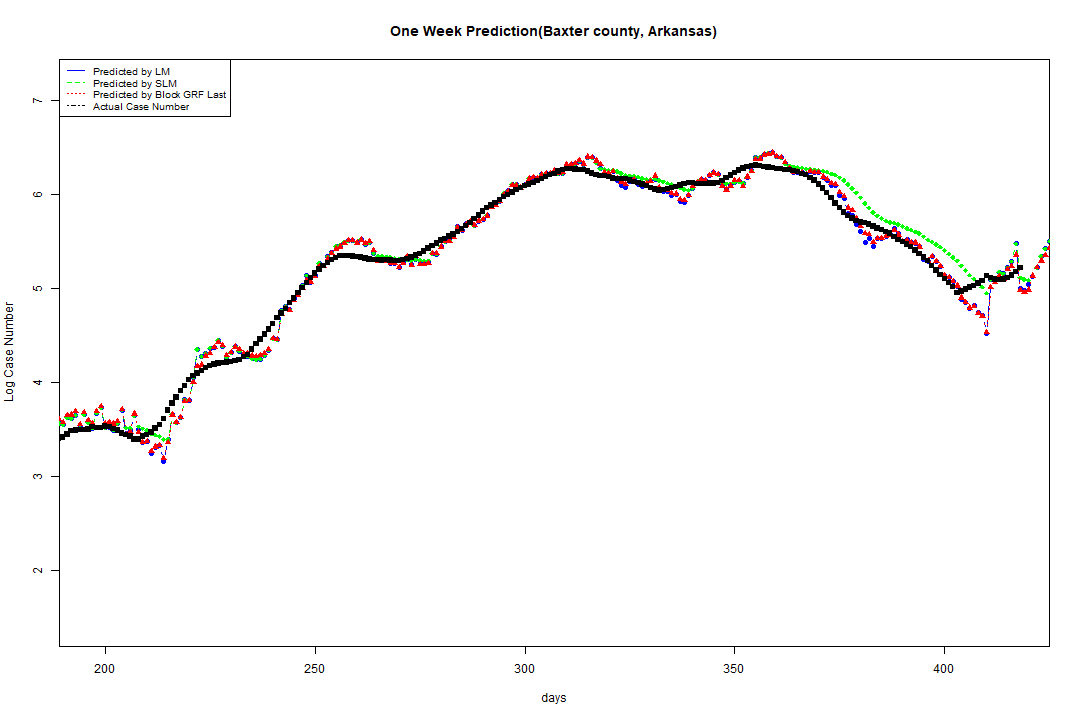 One Week Prediction(Baxter county, Arkansas)
Predicted by LM
Predicted by SLM
Predicted by Block GRF Last
Actual Case Number
Log Case Number
7
6
5
4
3
2
200 250 300 350 400
days